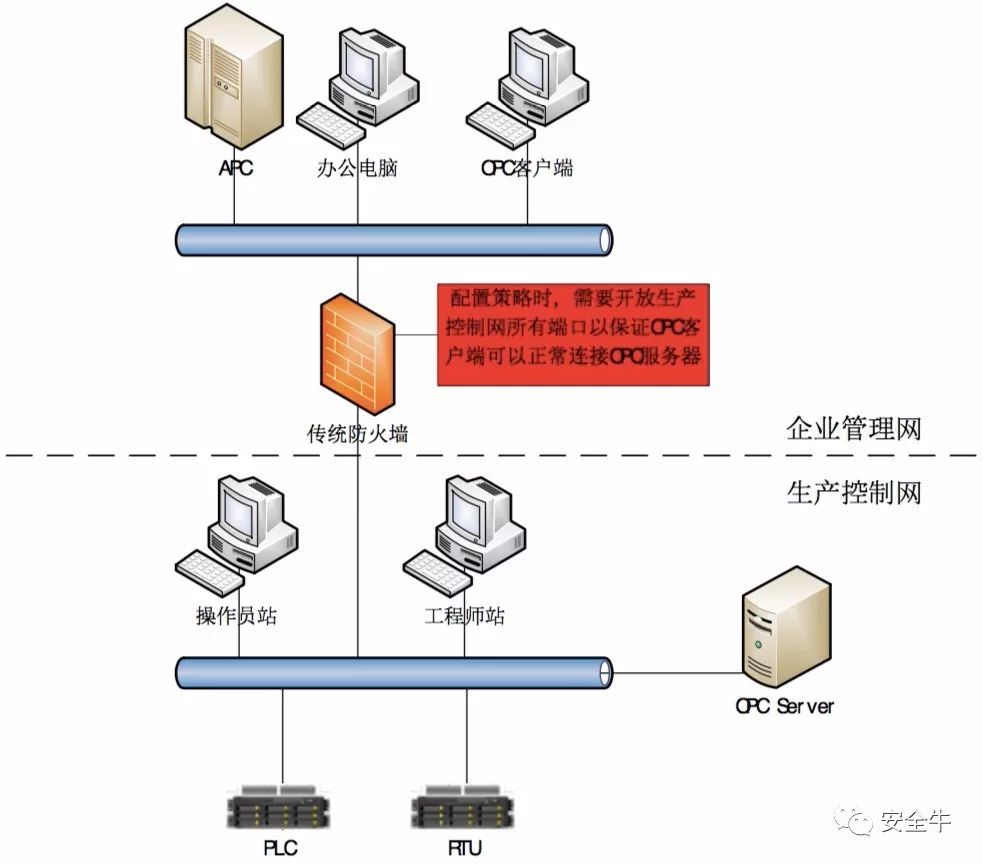 APC
办公电脑
OPC客户端
配置策略时，需要开放生产
控制网所有端口以保证OPC客
户端可以正常连接OPC服务器
传统防火墙
企业管理网
生产控制网
操作员站
工程师站
OPC Server
PLC
RTU
安全牛